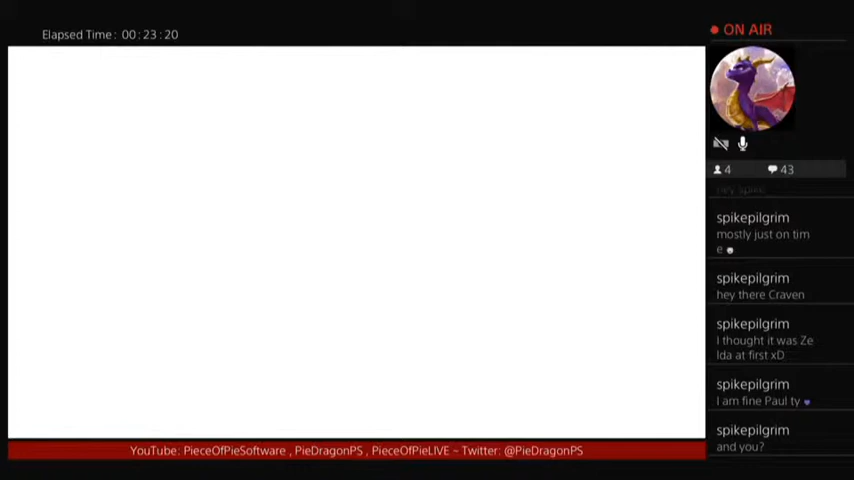 Elapsed Time: 00:23:20
ON AIR
4 43
hey spike
spikepilgrim
mostly just on tim
e
spikepilgrim
hey there Craven
spikepilgrim
I thought it was Ze
lda at first xD
spikepilgrim
I am fine Paul ty
spikepilgrim
and you?
YouTube: PieceOfPieSoftware , PieDragonPS , PieceOfPieLIVE ~ Twitter: @PieDragonPS